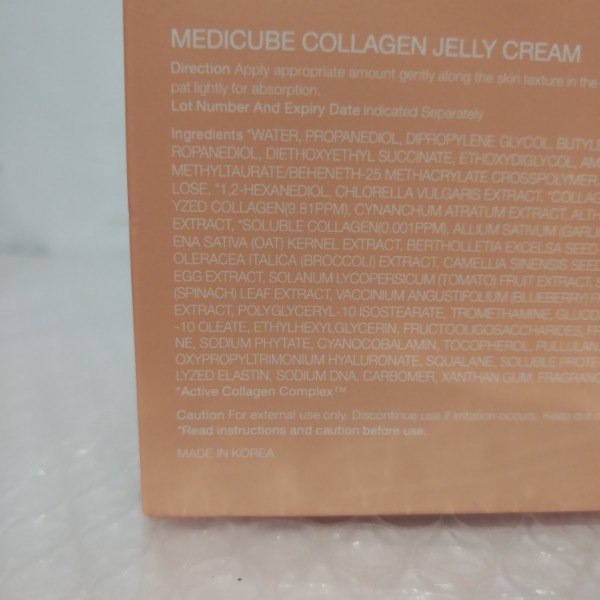 MEDICUBE COLLAGEN JELLY CREAM
Direction Apply appropriate amount gently along the skin texture in the
pat lightly for absorption.
Lot Number And Expiry Date Indicated Separately
Ingredients *WATER, PROPANEDIOL, DIPROPYLENE GLYCOL, BUTYLE
ROPANEDIOL, DIETHOXYETHYL SUCCINATE, ETHOXYDIGLYCOL, AM
METHYLTAURATE/BEHENETH-25 METHACRYLATE CROSSPOLYMER,
LOSE, *1,2-HEXANEDIOL, CHLORELLA VULGARIS EXTRACT, *COLLAG
YZED COLLAGEN(9.81PPM), CYNANCHUM ATRATUM EXTRACT, ALTH
EXTRACT, *SOLUBLE COLLAGEN(0.001PPM), ALLIUM SATIVUM (GARLI
ENA SATIVA (OAT) KERNEL EXTRACT, BERTHOLLETIA EXCELSA SEED
OLERACEA ITALICA (BROCCOLI) EXTRACT, CAMELLIA SINENSIS SEED
EGG EXTRACT, SOLANUM LYCOPERSICUM (TOMATO) FRUIT EXTRACT, S
(SPINACH) LEAF EXTRACT, VACCINIUM ANGUSTIFOLIUM (BLUEBERRY) FR
EXTRACT, POLYGLYCERYL-10 ISOSTEARATE, TROMETHAMINE, GLUCO
-10 OLEATE, ETHYLHEXYLGLYCERIN, FRUCTOOLIGOSACCHARIDES, FR
NE, SODIUM PHYTATE, CYANOCOBALAMIN, TOCOPHEROL, PULLULAN,
OXYPROPYLTRIMONIUM HYALURONATE, SQUALANE, SOLUBLE PROTE
LYZED ELASTIN, SODIUM DNA, CARBOMER, XANTHAN GUM, FRAGRANC
*Active Collagen Complex™
Caution For external use only. Discontinue use if irritation occurs. Keep out
*Read instructions and caution before use.
MADE IN KOREA